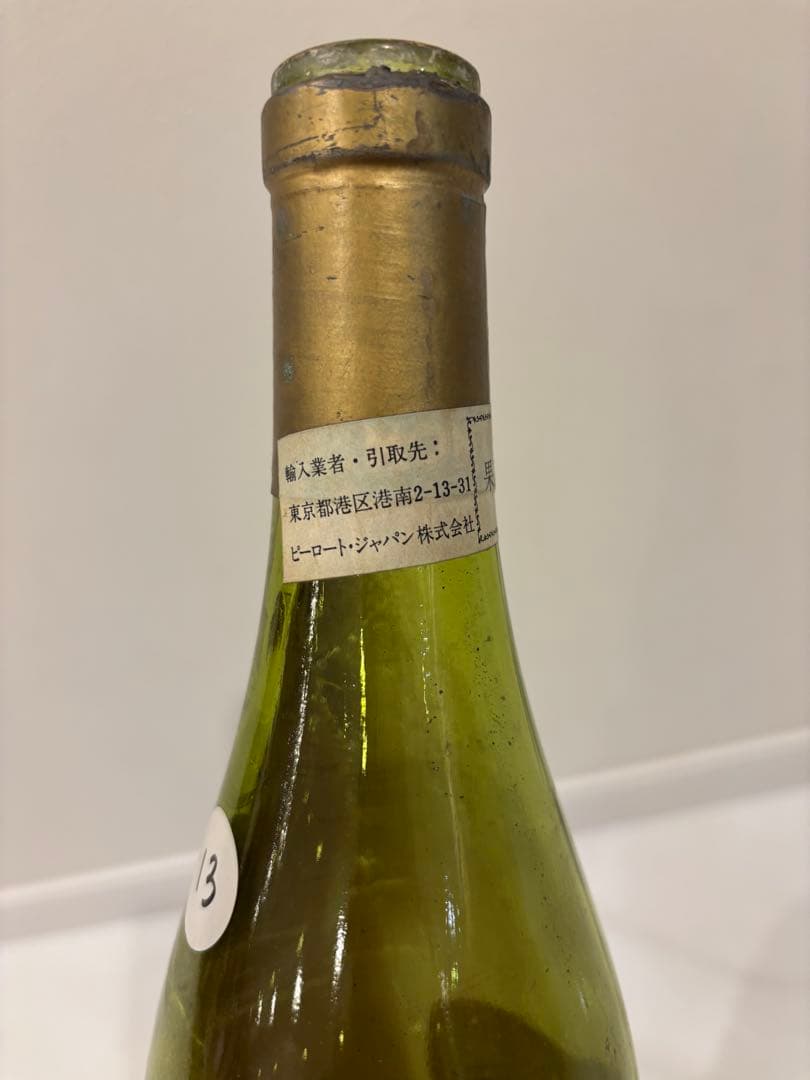 輸入業者・引取先:
東京都港区港南2-13-31
ピーロート・ジャパン株式会社
果
13